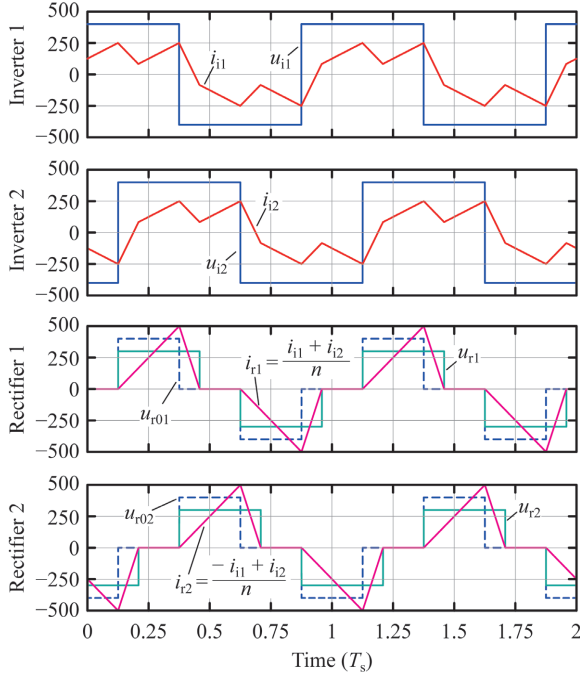 500
250
0
−250
−500
Inverter 1
i_i1
u_i1
500
250
0
−250
−500
Inverter 2
i_i2
u_i2
500
250
0
−250
−500
Rectifier 1
i_r1 = (i_i1 + i_i2)/n
u_r1
u_r01
500
250
0
−250
−500
Rectifier 2
u_r02
u_r2
i_r2 = (− i_i1 + i_i2)/n
0 0.25 0.5 0.75 1 1.25 1.5 1.75 2
Time (T_s)